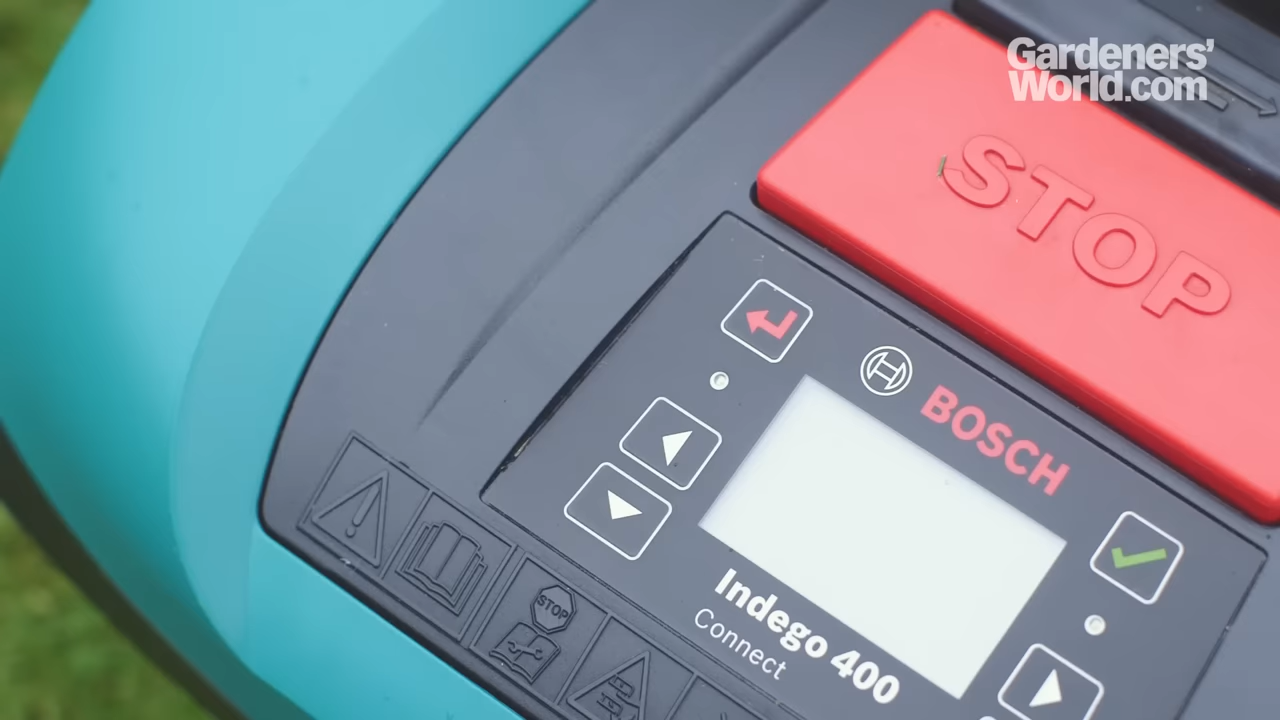 Gardeners'
World.com
STOP
BOSCH
Indego 400
Connect
STOP